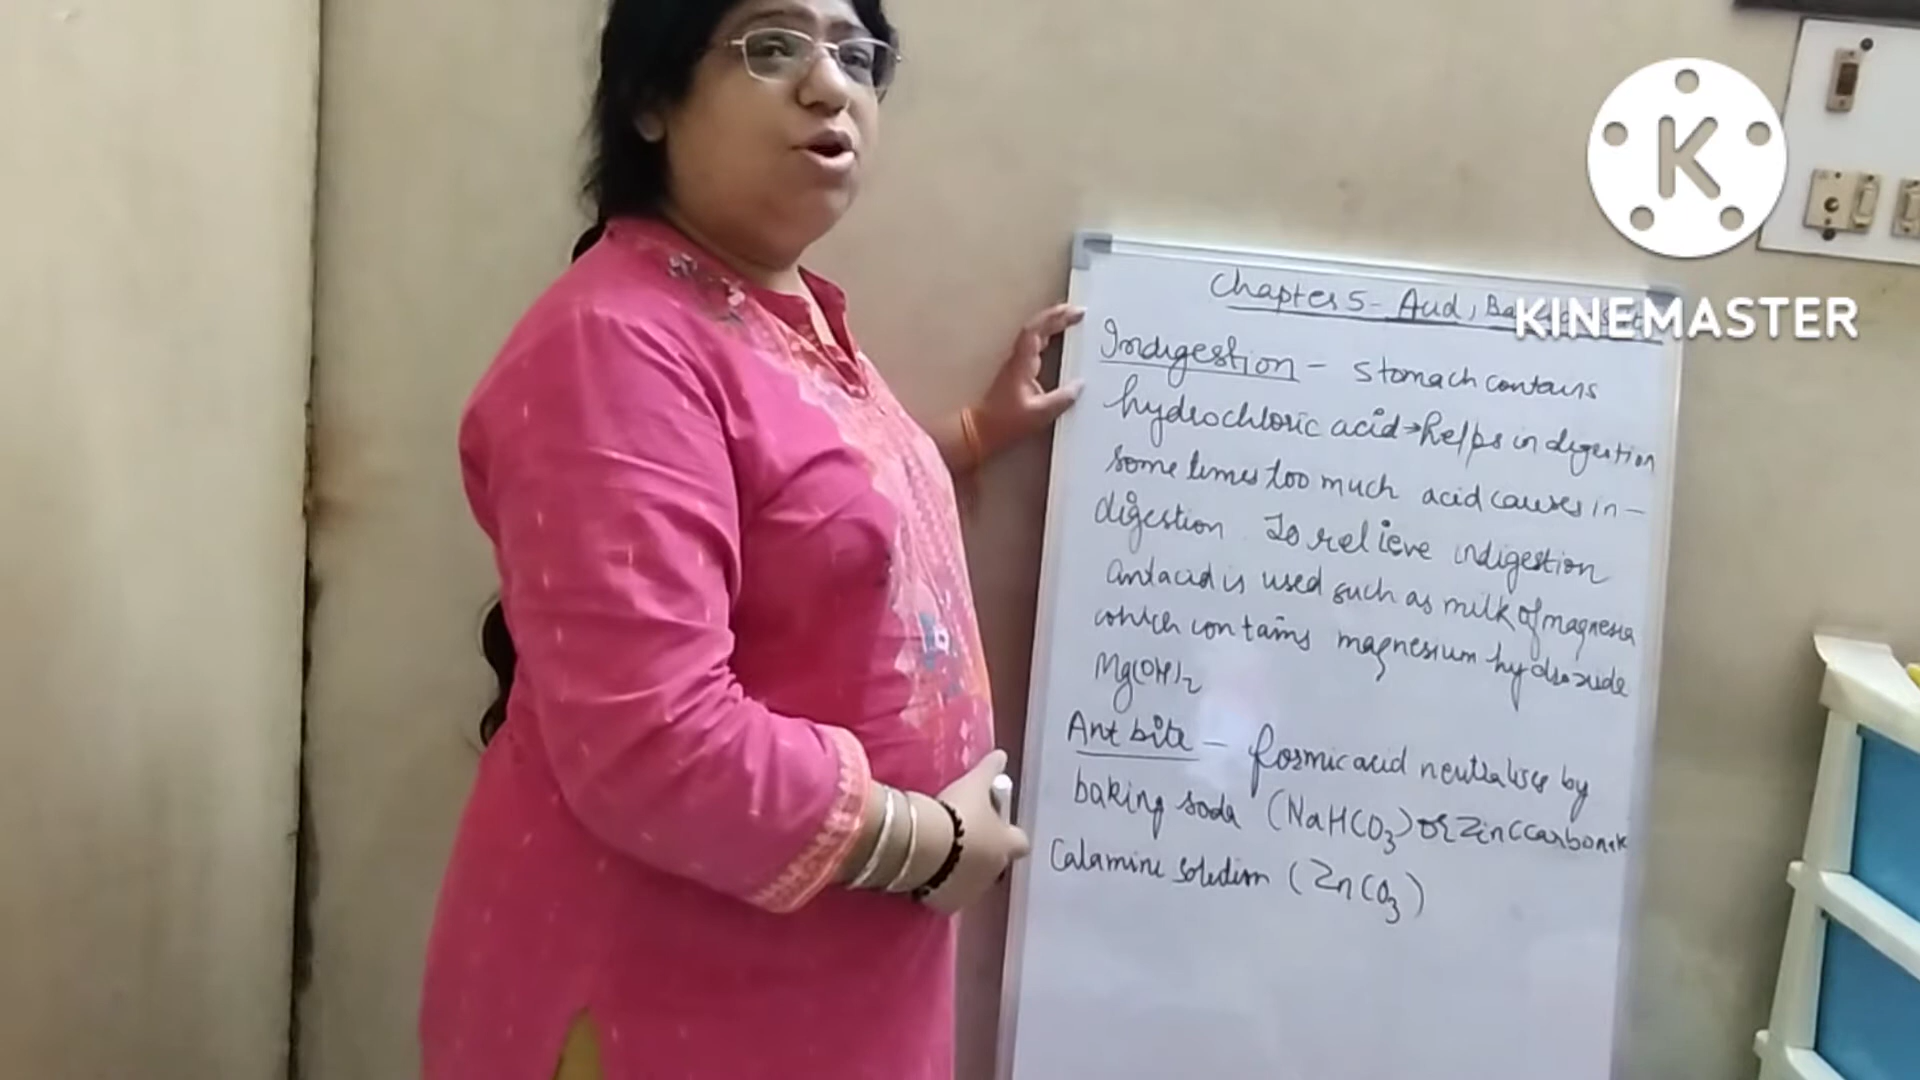 Chapter 5 - Acid, Ba
Indigestion - stomach contains
hydrochloric acid→helps in digestion
some times too much acid causes in-
digestion. To relieve indigestion
antacid is used such as milk of magnesia
which contains magnesium hydroxide
Mg(OH)2
Ant bite - formic acid neutralises by
baking soda (NaHCO3) or Zinc carbonate
Calamine solution (ZnCO3)
K
KINEMASTER